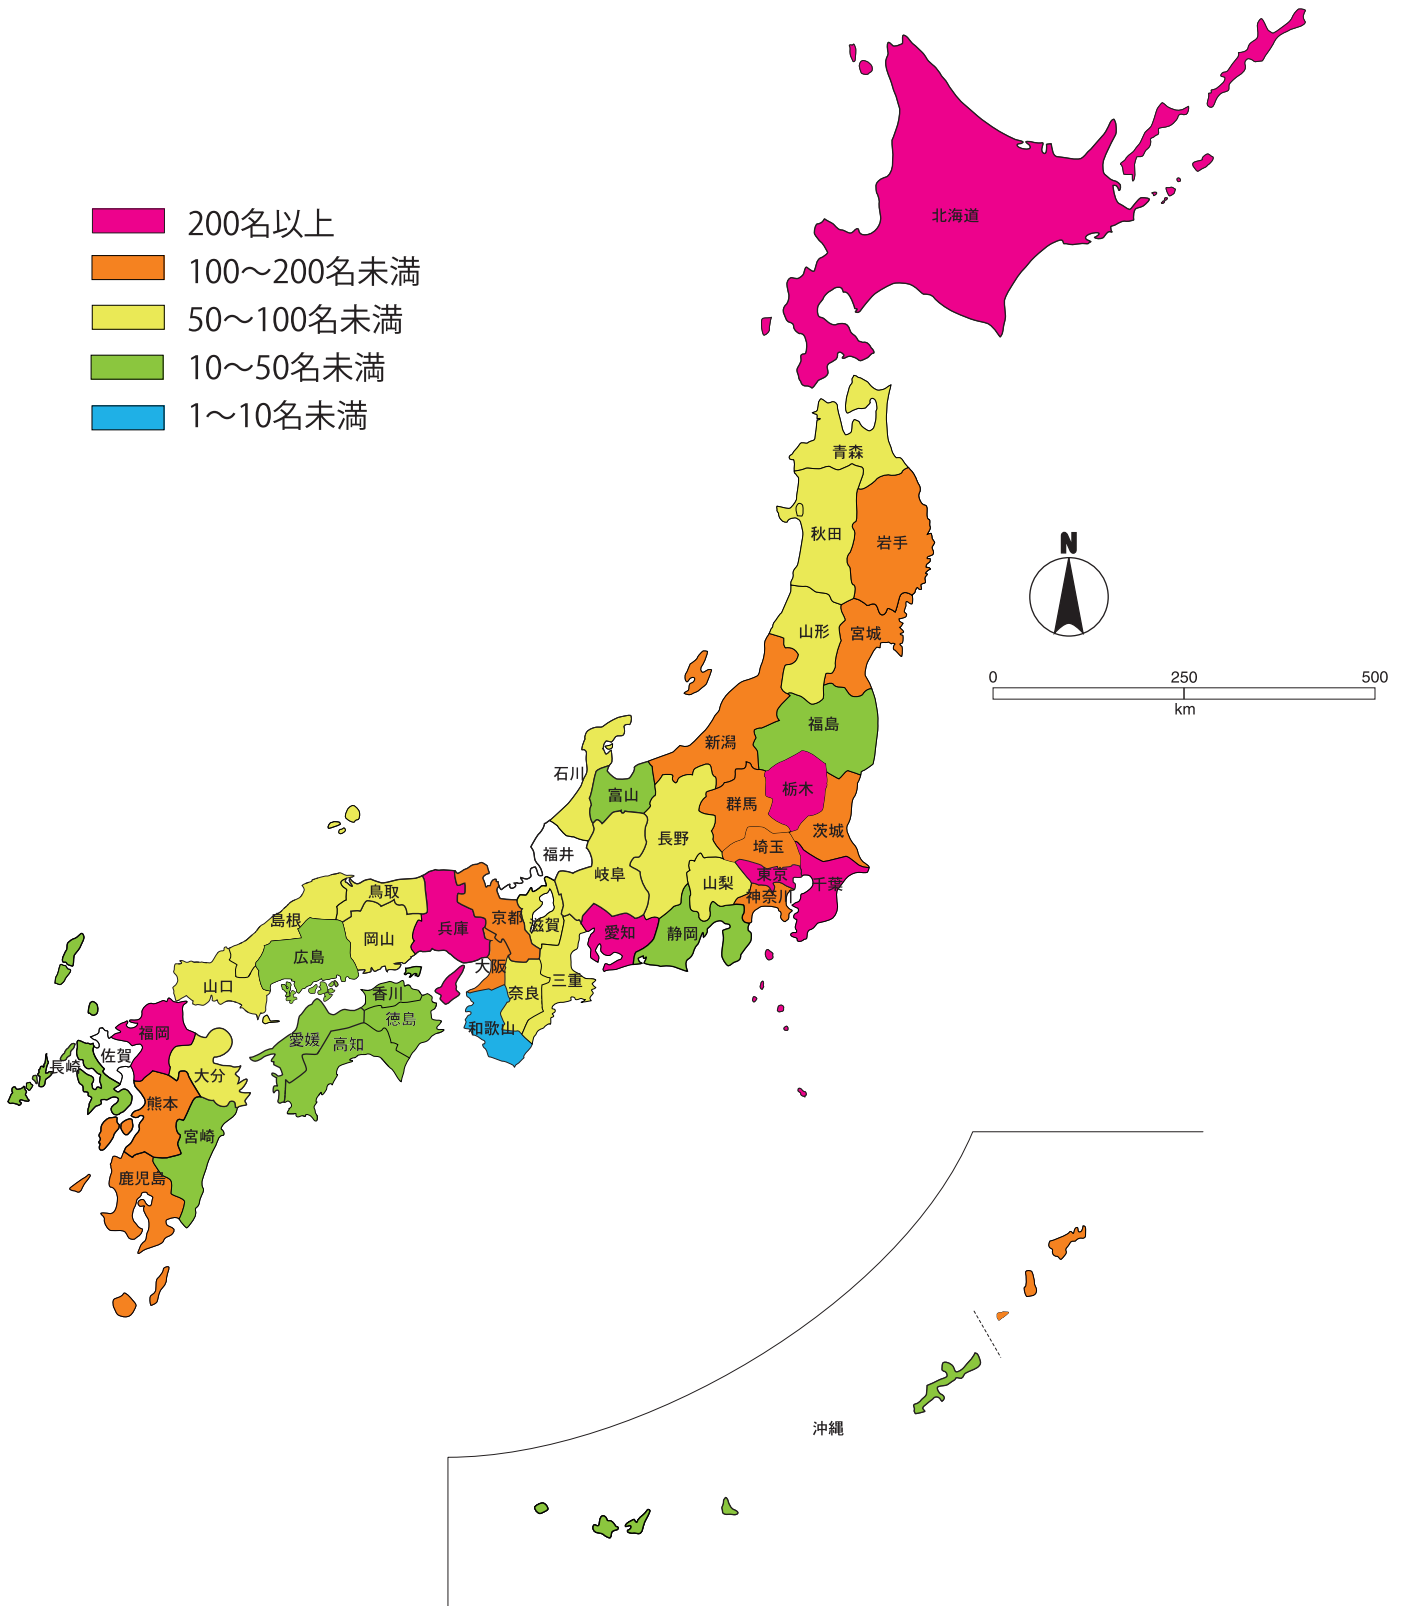 200名以上
100～200名未満
50～100名未満
10～50名未満
1～10名未満
北海道
青森
秋田
岩手
山形
宮城
N
0 250 500
km
福島
新潟
石川
富山
栃木
群馬
茨城
長野
埼玉
福井
岐阜
山梨
東京
千葉
神奈川
鳥取
島根
兵庫
京都
滋賀
愛知
静岡
岡山
広島
大阪
三重
山口
香川
奈良
徳島
和歌山
福岡
愛媛
高知
佐賀
長崎
大分
熊本
宮崎
鹿児島
沖縄